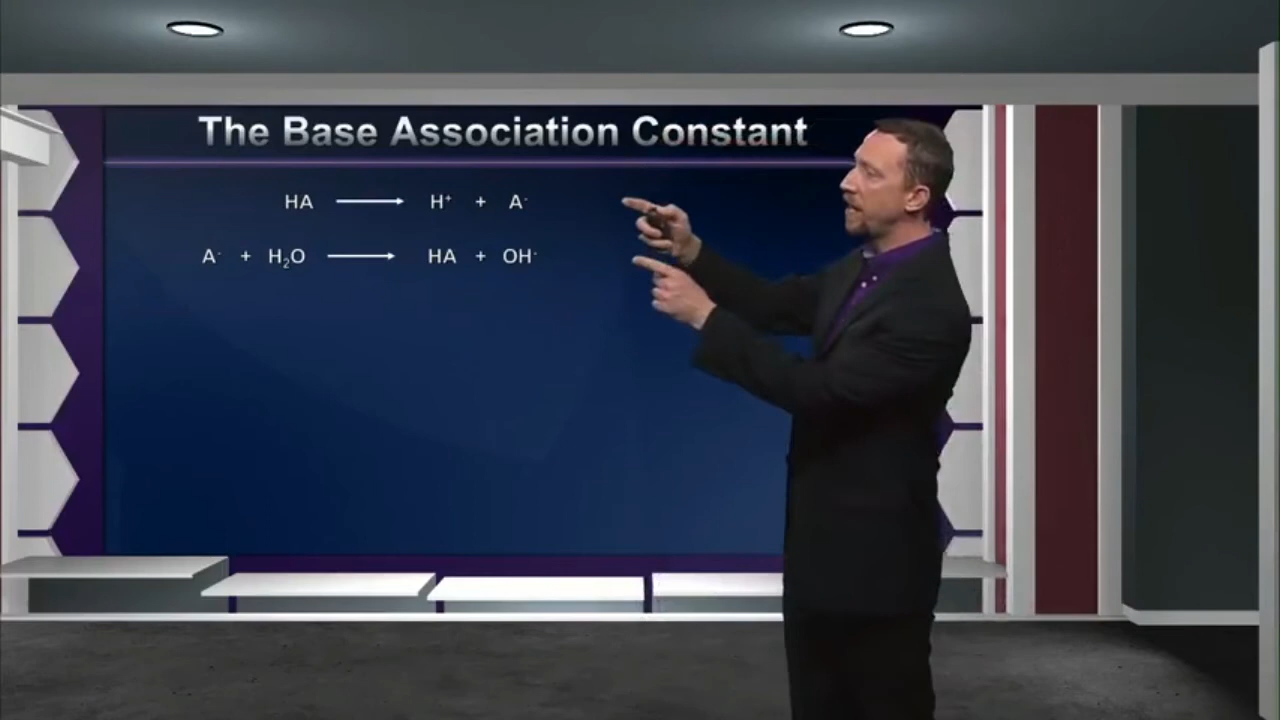 The Base Association Constant
HA ⟶ H⁺ + A⁻
A⁻ + H₂O ⟶ HA + OH⁻